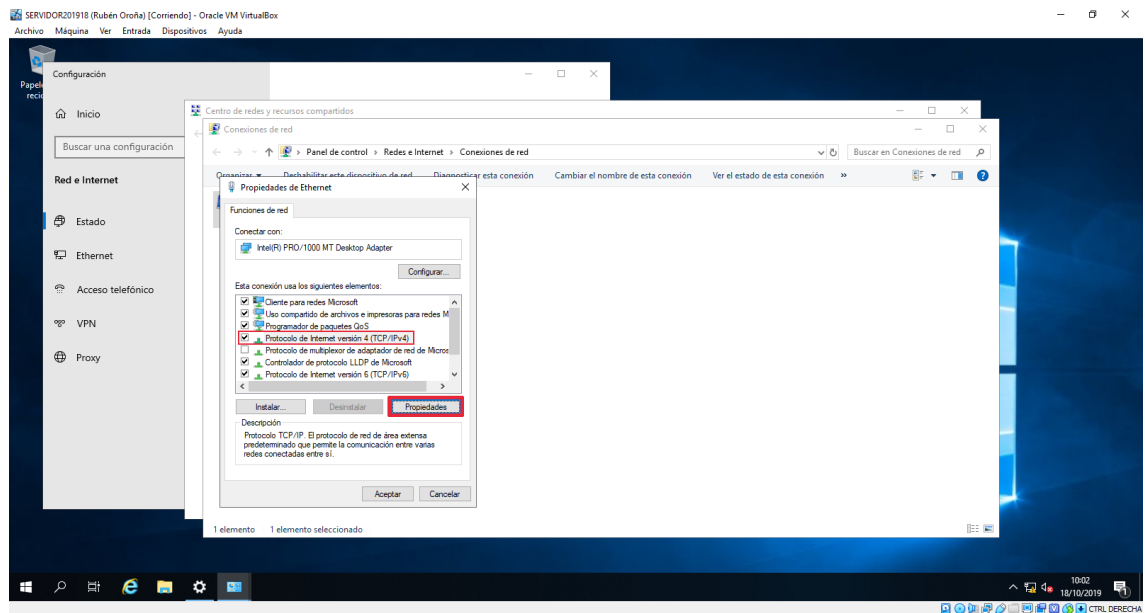 SERVIDOR201918 (Rubén Oroña) [Corriendo] - Oracle VM VirtualBox
Archivo Máquina Ver Entrada Dispositivos Ayuda
Configuración
Inicio
Buscar una configuración
Red e Internet
Estado
Ethernet
Acceso telefónico
VPN
Proxy
Centro de redes y recursos compartidos
Conexiones de red
Panel de control > Redes e Internet > Conexiones de red
Buscar en Conexiones de red
Organizar Deshabilitar este dispositivo de red Diagnosticar esta conexión Cambiar el nombre de esta conexión Ver el estado de esta conexión »
Propiedades de Ethernet
Funciones de red
Conectar con:
Intel(R) PRO/1000 MT Desktop Adapter
Configurar...
Esta conexión usa los siguientes elementos:
Cliente para redes Microsoft
Uso compartido de archivos e impresoras para redes M
Programador de paquetes QoS
Protocolo de Internet versión 4 (TCP/IPv4)
Protocolo de multiplexor de adaptador de red de Micros
Controlador de protocolo LLDP de Microsoft
Protocolo de Internet versión 6 (TCP/IPv6)
Instalar... Desinstalar Propiedades
Descripción
Protocolo TCP/IP. El protocolo de red de área extensa
predeterminado que permite la comunicación entre varias
redes conectadas entre sí.
Aceptar Cancelar
1 elemento 1 elemento seleccionado
10:02
18/10/2019
CTRL DERECHA